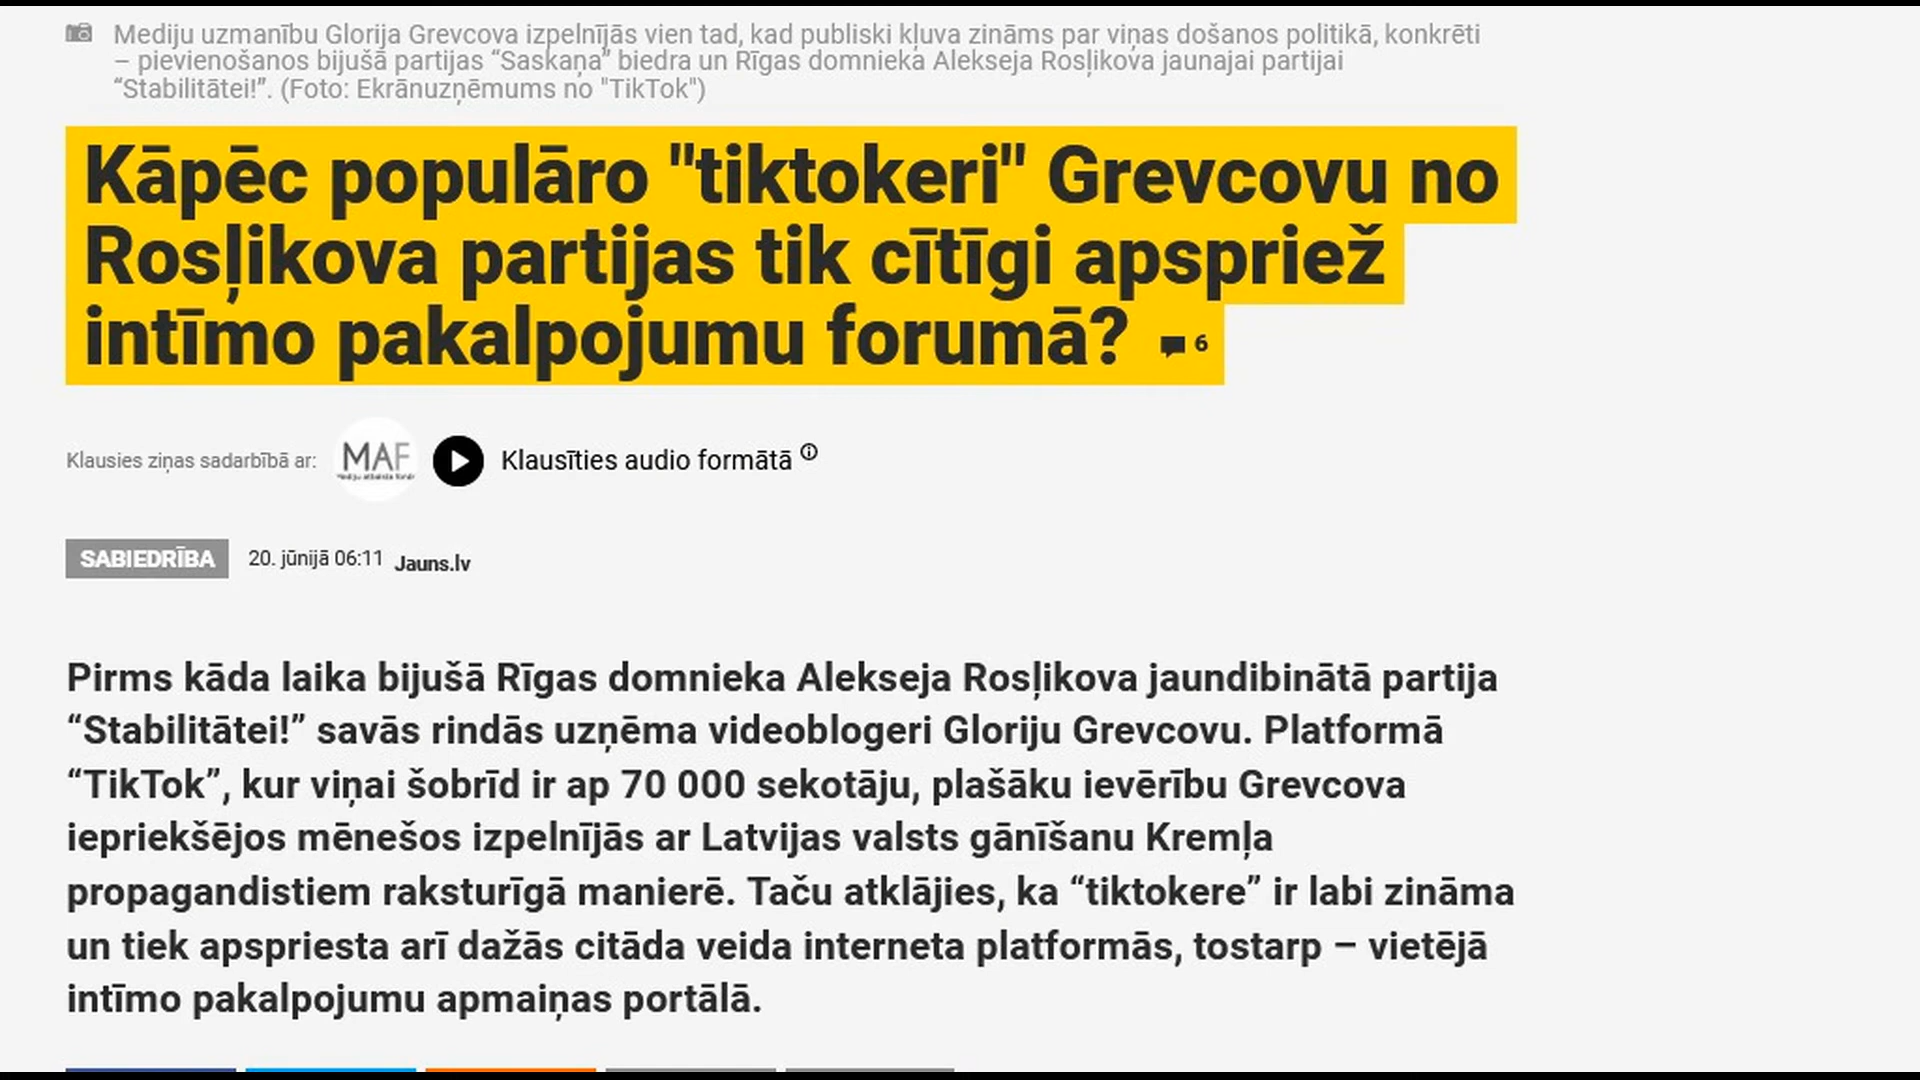 Mediju uzmanību Glorija Grevcova izpelnījās vien tad, kad publiski kļuva zināms par viņas došanos politikā, konkrēti
– pievienošanos bijušā partijas “Saskaņa” biedra un Rīgas domnieka Alekseja Rosļikova jaunajai partijai
“Stabilitātei!”. (Foto: Ekrānuzņēmums no "TikTok")
Kāpēc populāro "tiktokeri" Grevcovu no
Rosļikova partijas tik cītīgi apspriež
intīmo pakalpojumu forumā? 6
Klausies ziņas sadarbībā ar: MAF Klausīties audio formātā
SABIEDRĪBA 20. jūnijā 06:11 Jauns.lv
Pirms kāda laika bijušā Rīgas domnieka Alekseja Rosļikova jaundibinātā partija
“Stabilitātei!” savās rindās uzņēma videoblogeri Gloriju Grevcovu. Platformā
“TikTok”, kur viņai šobrīd ir ap 70 000 sekotāju, plašāku ievērību Grevcova
iepriekšējos mēnešos izpelnījās ar Latvijas valsts gānīšanu Kremļa
propagandistiem raksturīgā manierē. Taču atklājies, ka “tiktokere” ir labi zināma
un tiek apspriesta arī dažās citāda veida interneta platformās, tostarp – vietējā
intīmo pakalpojumu apmaiņas portālā.